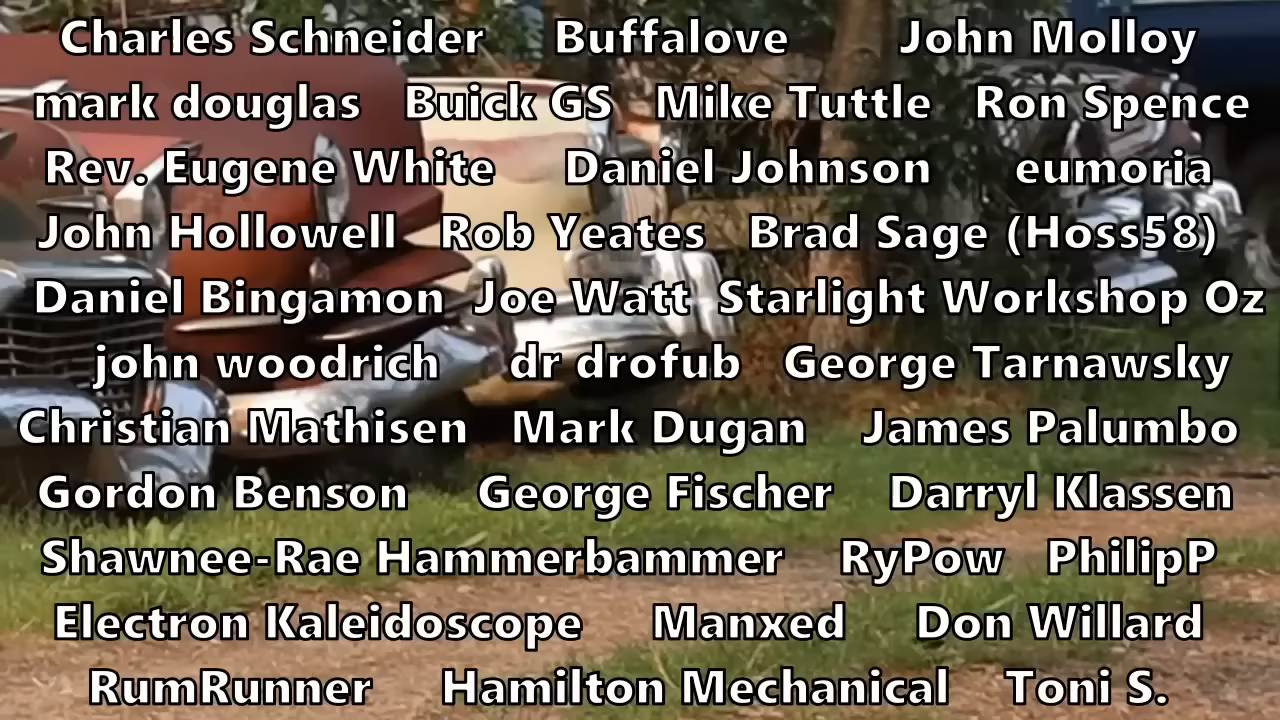 Charles Schneider Buffalove John Molloy
mark douglas Buick GS Mike Tuttle Ron Spence
Rev. Eugene White Daniel Johnson eumoria
John Hollowell Rob Yeates Brad Sage (Hoss58)
Daniel Bingamon Joe Watt Starlight Workshop Oz
john woodrich dr drofub George Tarnawsky
Christian Mathisen Mark Dugan James Palumbo
Gordon Benson George Fischer Darryl Klassen
Shawnee-Rae Hammerbammer RyPow PhilipP
Electron Kaleidoscope Manxed Don Willard
RumRunner Hamilton Mechanical Toni S.